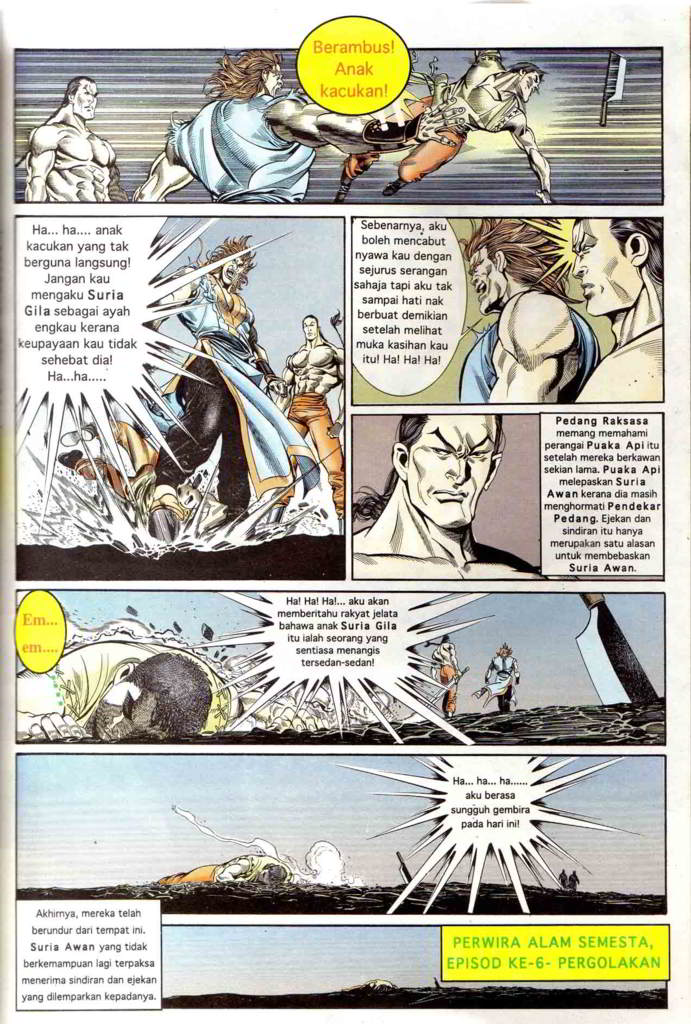 Berambus!
Anak
kacukan!
Ha... ha.... anak
kacukan yang tak
berguna langsung!
Jangan kau
mengaku Suria
Gila sebagai ayah
engkau kerana
keupayaan kau tidak
sehebat dia!
Ha...ha.....
Sebenarnya, aku
boleh mencabut
nyawa kau dengan
sejurus serangan
sahaja tapi aku tak
sampai hati nak
berbuat demikian
setelah melihat
muka kasihan kau
itu! Ha! Ha! Ha!
Pedang Raksasa
memang memahami
perangai Puaka Api itu
setelah mereka berkawan
sekian lama. Puaka Api
melepaskan Suria
Awan kerana dia masih
menghormati Pendekar
Pedang. Ejekan dan
sindiran itu hanya
merupakan satu alasan
untuk membebaskan
Suria Awan.
Em...
em....
Ha! Ha! Ha!... aku akan
memberitahu rakyat jelata
bahawa anak Suria Gila
itu ialah seorang yang
sentiasa menangis
tersedan-sedan!
Ha... ha... ha......
aku berasa
sungguh gembira
pada hari ini!
Akhirnya, mereka telah
berundur dari tempat ini.
Suria Awan yang tidak
berkemampuan lagi terpaksa
menerima sindiran dan ejekan
yang dilemparkan kepadanya.
PERWIRA ALAM SEMESTA,
EPISOD KE-6- PERGOLAKAN